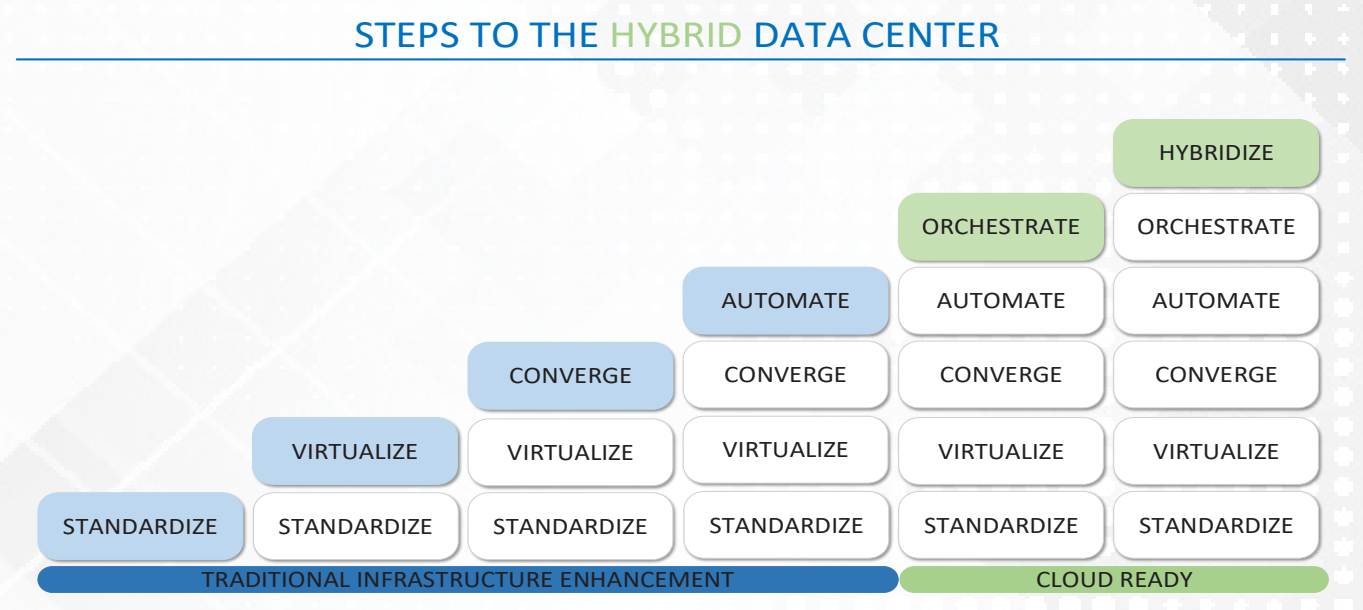 STEPS TO THE HYBRID DATA CENTER
HYBRIDIZE
ORCHESTRATE ORCHESTRATE
AUTOMATE AUTOMATE AUTOMATE
CONVERGE CONVERGE CONVERGE CONVERGE
VIRTUALIZE VIRTUALIZE VIRTUALIZE VIRTUALIZE VIRTUALIZE
STANDARDIZE STANDARDIZE STANDARDIZE STANDARDIZE STANDARDIZE STANDARDIZE
TRADITIONAL INFRASTRUCTURE ENHANCEMENT CLOUD READY